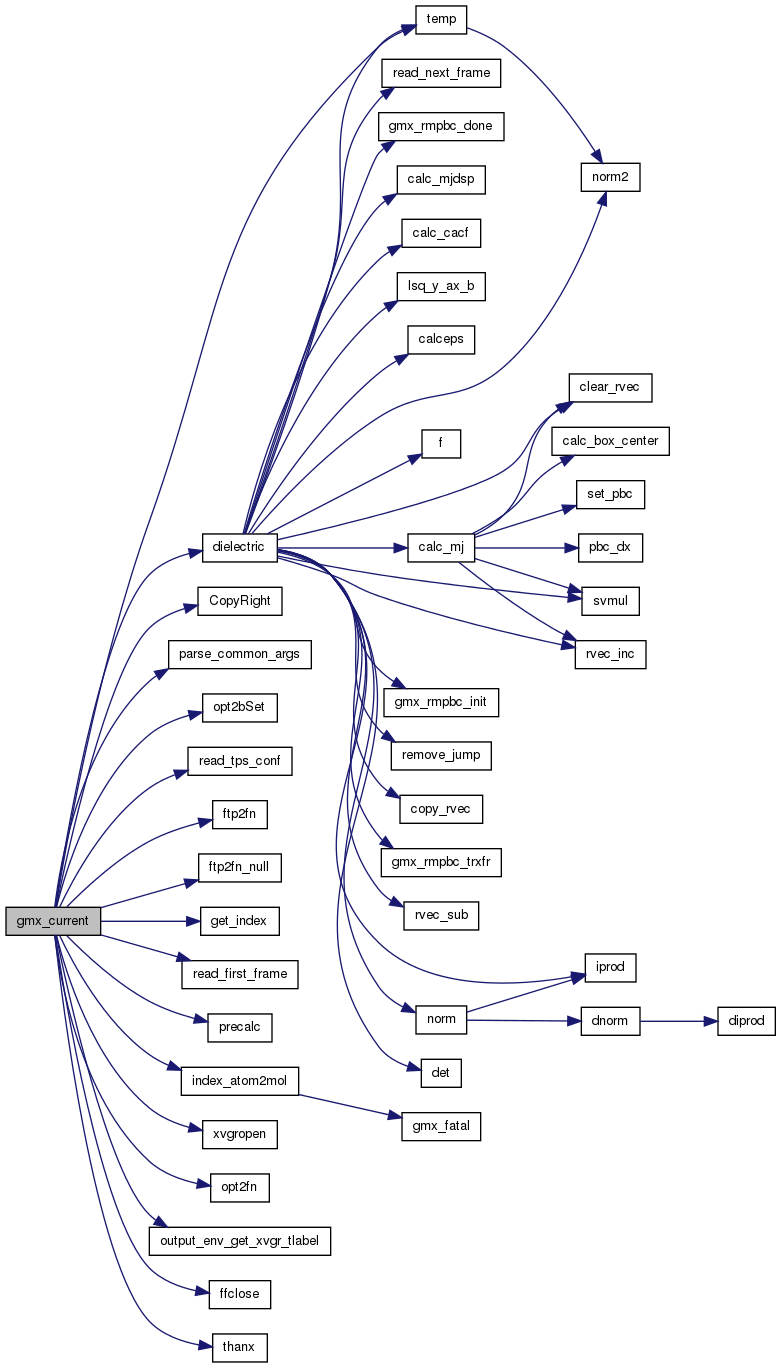 temp
read_next_frame
gmx_rmpbc_done
norm2
calc_mjdsp
calc_cacf
lsq_y_ax_b
calceps
clear_rvec
f
calc_box_center
set_pbc
dielectric
calc_mj
pbc_dx
CopyRight
svmul
parse_common_args
rvec_inc
gmx_rmpbc_init
opt2bSet
remove_jump
read_tps_conf
copy_rvec
ftp2fn
gmx_rmpbc_trxfr
ftp2fn_null
rvec_sub
gmx_current
get_index
iprod
read_first_frame
norm
dnorm
diprod
precalc
det
index_atom2mol
gmx_fatal
xvgropen
opt2fn
output_env_get_xvgr_tlabel
ffclose
thanx